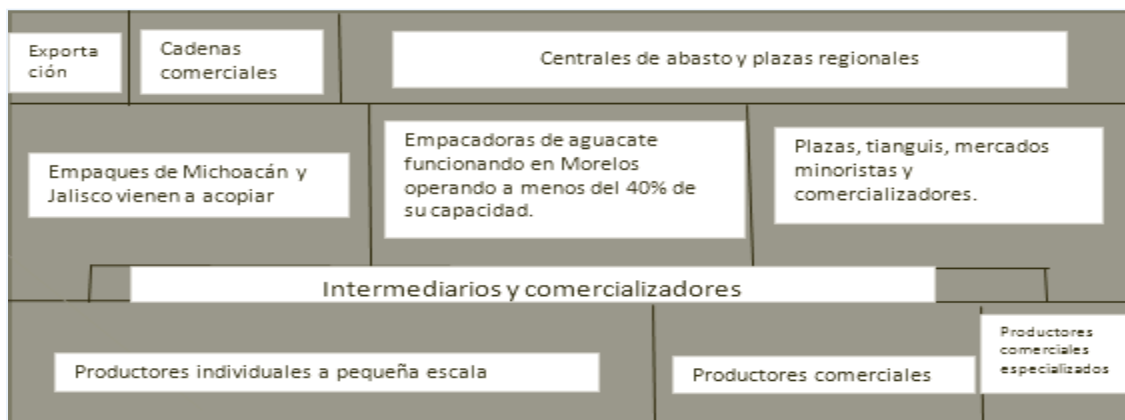 Exporta
ción
Cadenas
comerciales
Centrales de abasto y plazas regionales
Empaques de Michoacán y
Jalisco vienen a acopiar
Empacadoras de aguacate
funcionando en Morelos
operando a menos del 40% de
su capacidad.
Plazas, tianguis, mercados
minoristas y
comercializadores.
Intermediarios y comercializadores
Productores individuales a pequeña escala
Productores comerciales
Productores
comerciales
especializados